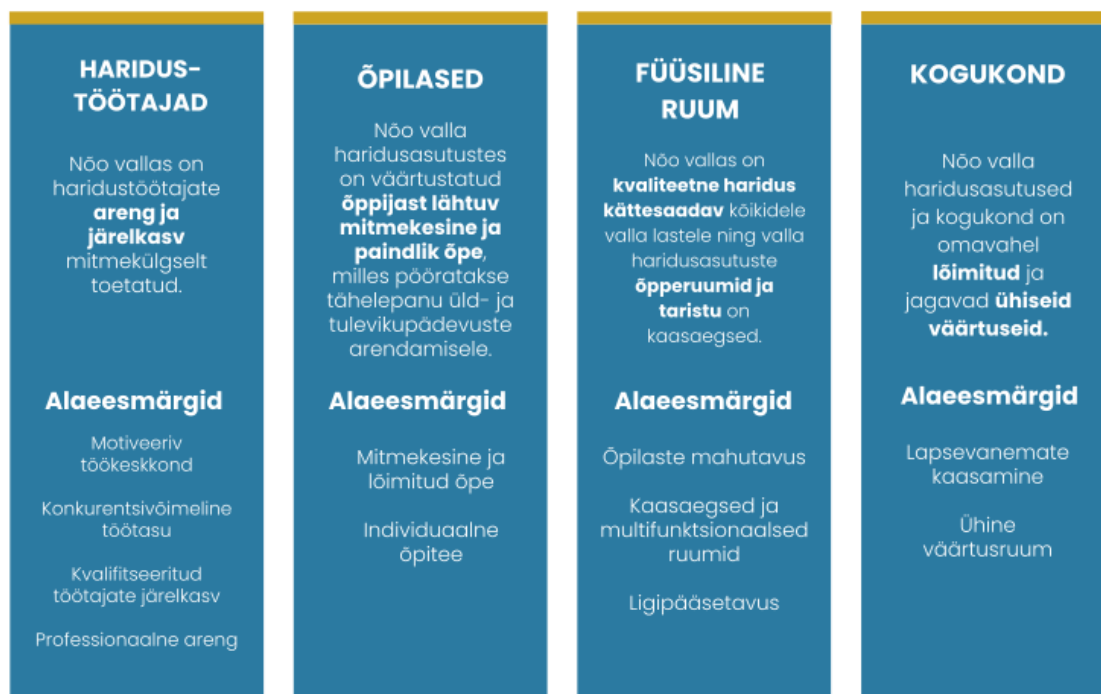 HARIDUS-
TÖÖTAJAD
Nõo vallas on
haridustöötajate
areng ja
järelkasv
mitmekülgselt
toetatud.
Alaeesmärgid
Motiveeriv
töökeskkond
Konkurentsivõimeline
töötasu
Kvalifitseeritud
töötajate järelkasv
Professionaalne areng
ÕPILASED
Nõo valla
haridusasutustes
on väärtustatud
õppijast lähtuv
mitmekesine ja
paindlik õpe,
milles pööratakse
tähelepanu üld- ja
tulevikupädevuste
arendamisele.
Alaeesmärgid
Mitmekesine ja
lõimitud õpe
Individuaalne
õpitee
FÜÜSILINE
RUUM
Nõo vallas on
kvaliteetne haridus
kättesaadav kõikidele
valla lastele ning valla
haridusasutuste
õpperuumid ja
taristu on
kaasaegsed.
Alaeesmärgid
Õpilaste mahutavus
Kaasaegsed ja
multifunktsionaalsed
ruumid
Ligipääsetavus
KOGUKOND
Nõo valla
haridusasutused
ja kogukond on
omavahel
lõimitud ja
jagavad ühiseid
väärtuseid.
Alaeesmärgid
Lapsevanemate
kaasamine
Ühine
väärtusruum